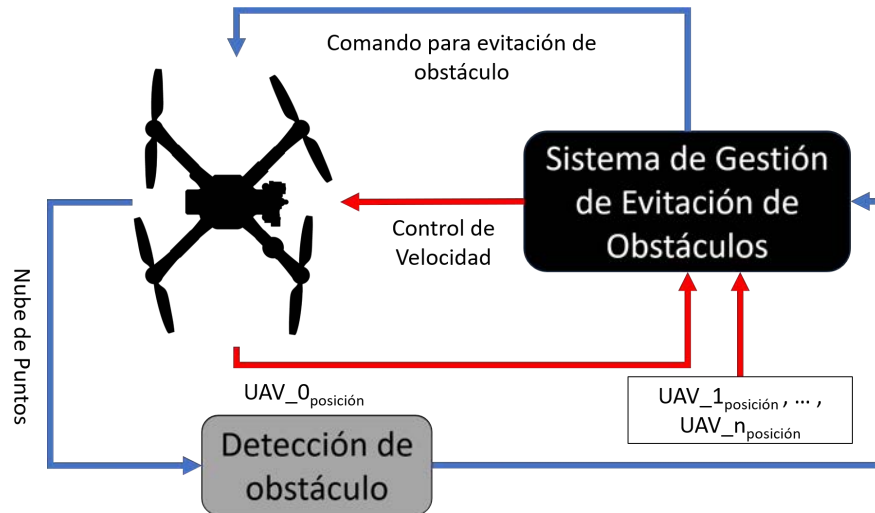 Comando para evitación de
obstáculo
Sistema de Gestión
de Evitación de
Obstáculos
Control de
Velocidad
Nube de Puntos
UAV_0posición
UAV_1posición , ... ,
UAV_nposición
Detección de
obstáculo